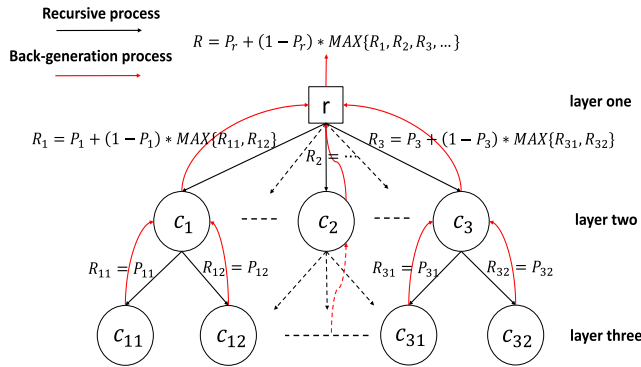 Recursive process
R = P_r + (1 − P_r) * MAX{R_1, R_2, R_3, …}
Back-generation process
r
layer one
R_1 = P_1 + (1 − P_1) * MAX{R_11, R_12}
R_3 = P_3 + (1 − P_3) * MAX{R_31, R_32}
R_2 = ⋯
c_1
c_2
c_3
layer two
R_11 = P_11
R_12 = P_12
R_31 = P_31
R_32 = P_32
c_11
c_12
c_31
c_32
layer three